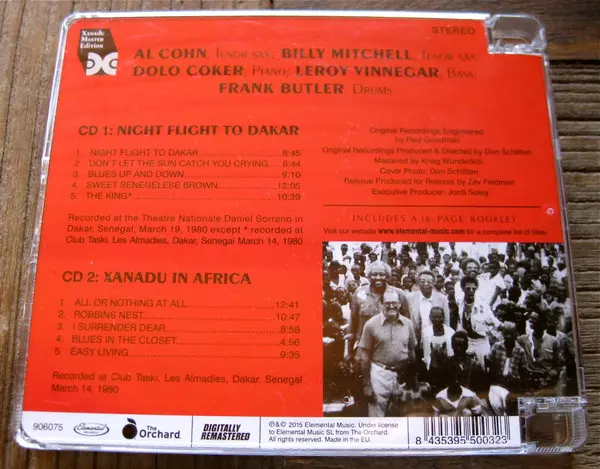 XANADU
MASTER
EDITION
STEREO
AL COHN, TENOR SAX; BILLY MITCHELL, TENOR SAX;
DOLO COKER, PIANO; LEROY VINNEGAR, BASS;
FRANK BUTLER, DRUMS
CD 1: NIGHT FLIGHT TO DAKAR
1. NIGHT FLIGHT TO DAKAR 8:45
2. DON'T LET THE SUN CATCH YOU CRYING 6:44
3. BLUES UP AND DOWN 9:10
4. SWEET SENEGELESE BROWN 12:05
5. THE KING* 10:39
Recorded at the Theatre Nationale Daniel Sorrano in
Dakar, Senegal, March 19, 1980 except * recorded at
Club Taski, Les Almadies, Dakar, Senegal March 14, 1980
CD 2: XANADU IN AFRICA
1. ALL OR NOTHING AT ALL 12:41
2. ROBBINS NEST 10:47
3. I SURRENDER DEAR 8:58
4. BLUES IN THE CLOSET 4:56
5. EASY LIVING 9:35
Recorded at Club Taski, Les Almadies, Dakar, Senegal
March 14, 1980
Original Recordings Engineered
by Paul Goodman
Original Recordings Produced & Directed by Don Schlitten
Mastered by Kreig Wunderlich
Cover Photo: Don Schlitten
Reissue Produced for Release by Zev Feldman
Executive Producer: Jordi Soley
INCLUDES A 16-PAGE BOOKLET
Visit our website www.elemental-music.com for a complete list of titles.
906075
Elemental
The
Orchard.
DIGITALLY
REMASTERED
℗&© 2015 Elemental Music. Under license
to Elemental Music SL from The Orchard.
All rights reserved. Made in the EU.
8 435395 500323